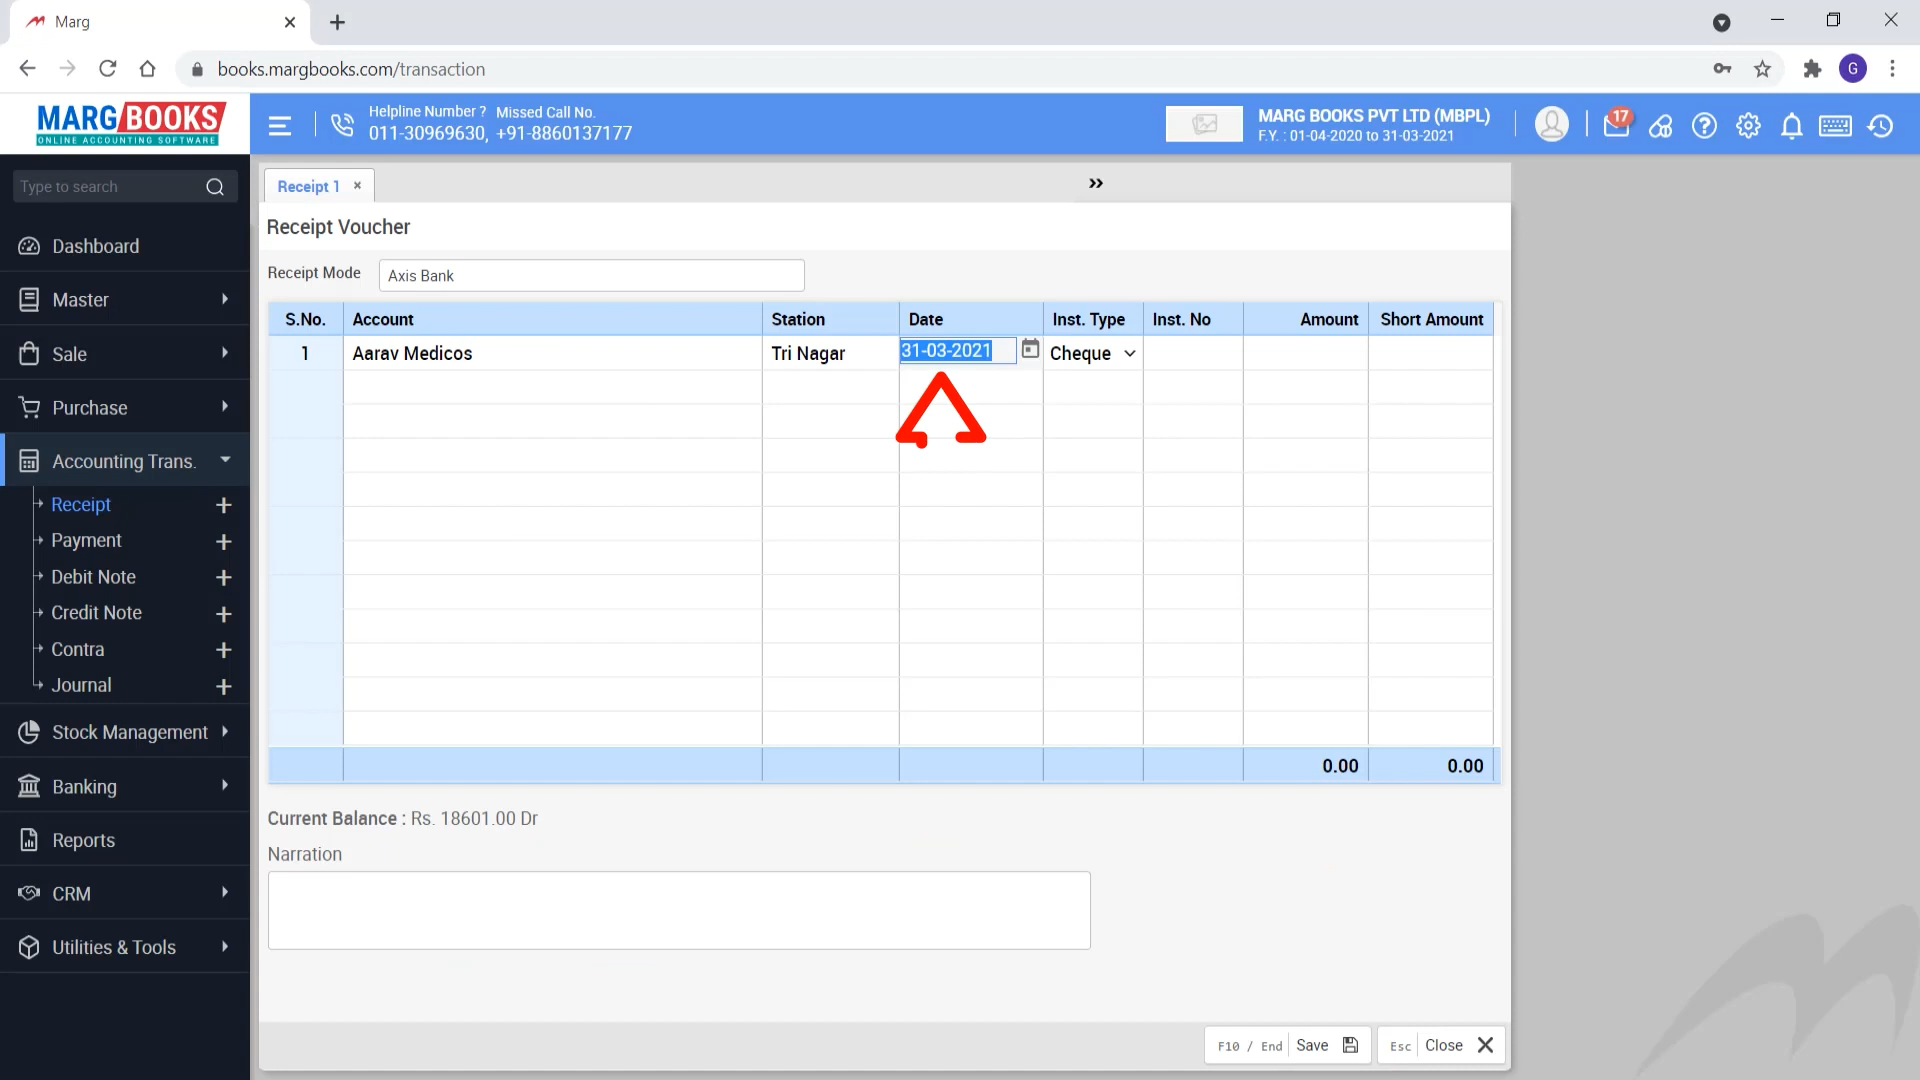 Marg
books.margbooks.com/transaction
G
MARG BOOKS
ONLINE ACCOUNTING SOFTWARE
Helpline Number ? Missed Call No.
011-30969630, +91-8860137177
MARG BOOKS PVT LTD (MBPL)
F.Y. : 01-04-2020 to 31-03-2021
17
Type to search
Dashboard
Master
Sale
Purchase
Accounting Trans.
Receipt
Payment
Debit Note
Credit Note
Contra
Journal
Stock Management
Banking
Reports
CRM
Utilities & Tools
Receipt 1
Receipt Voucher
Receipt Mode Axis Bank
S.No. Account Station Date Inst. Type Inst. No Amount Short Amount
1 Aarav Medicos Tri Nagar 31-03-2021 Cheque
0.00 0.00
Current Balance : Rs. 18601.00 Dr
Narration
F10 / End Save Esc Close